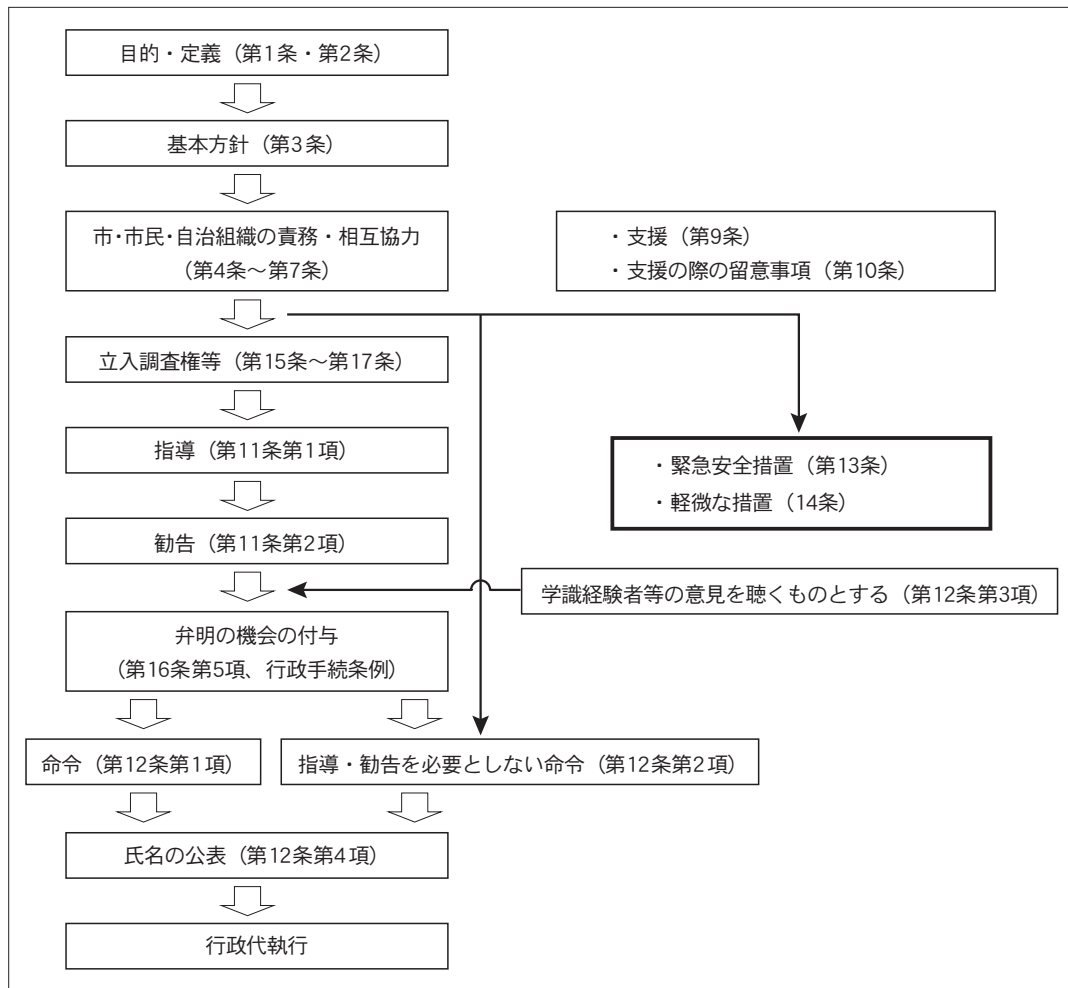 目的・定義（第1条・第2条）
基本方針（第3条）
市・市民・自治組織の責務・相互協力
（第4条～第7条）
・支援（第9条）
・支援の際の留意事項（第10条）
立入調査権等（第15条～第17条）
指導（第11条第1項）
・緊急安全措置（第13条）
・軽微な措置（14条）
勧告（第11条第2項）
学識経験者等の意見を聴くものとする（第12条第3項）
弁明の機会の付与
（第16条第5項、行政手続条例）
命令（第12条第1項）
指導・勧告を必要としない命令（第12条第2項）
氏名の公表（第12条第4項）
行政代執行